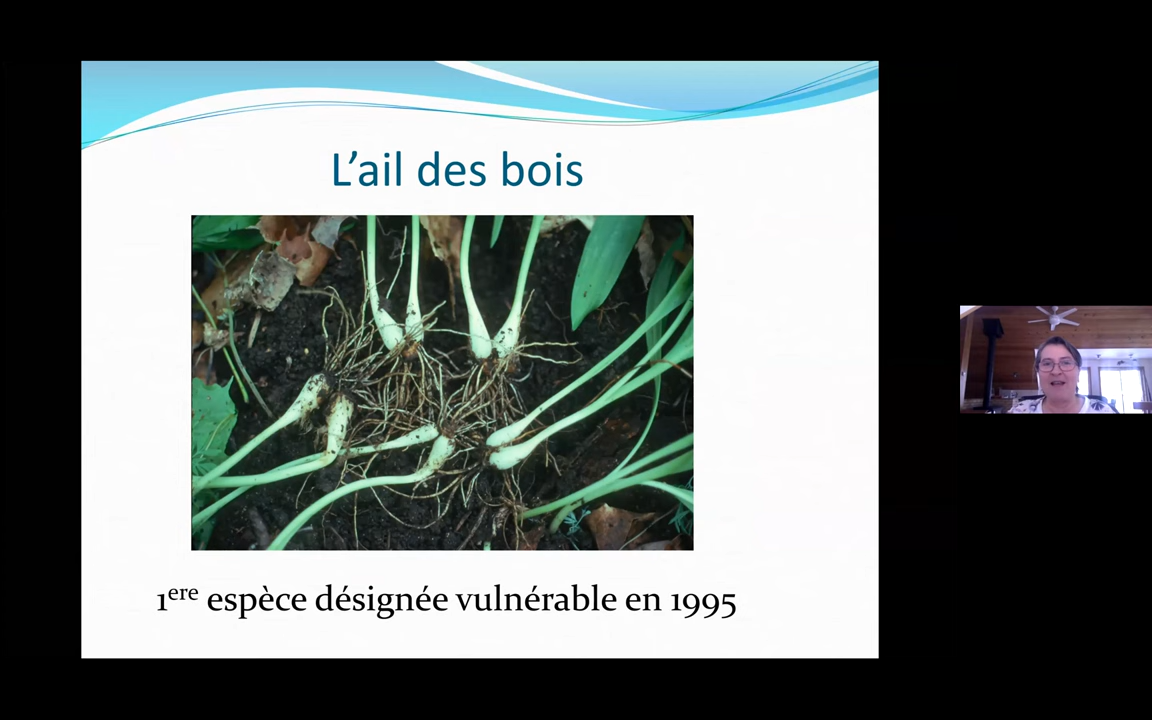 L’ail des bois
1ere espèce désignée vulnérable en 1995